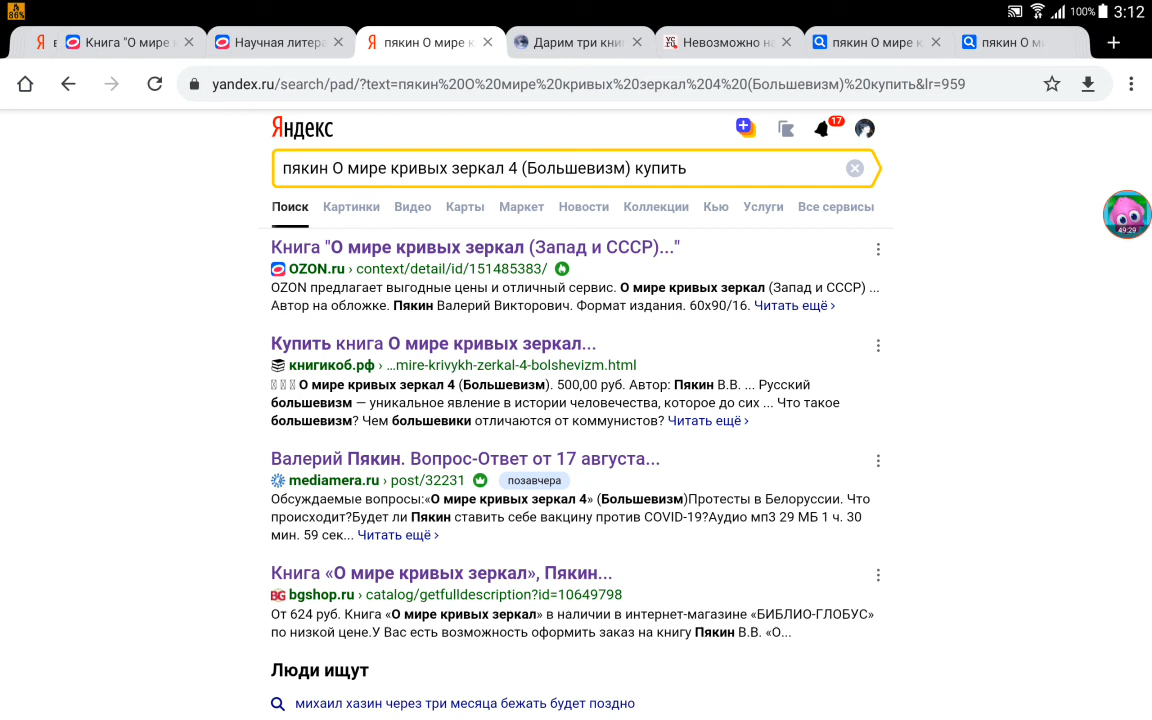 86%
100% 3:12
Я в
Книга "О мире
Научная литера
пякин О мире к
Дарим три кни
Невозможно на
пякин О мире к
пякин О м
yandex.ru/search/pad/?text=пякин%20О%20мире%20кривых%20зеркал%204%20(Большевизм)%20купить&lr=959
Яндекс
17
пякин О мире кривых зеркал 4 (Большевизм) купить
Поиск Картинки Видео Карты Маркет Новости Коллекции Кью Услуги Все сервисы
Книга "О мире кривых зеркал (Запад и СССР)..."
OZON.ru › context/detail/id/151485383/
OZON предлагает выгодные цены и отличный сервис. О мире кривых зеркал (Запад и СССР) ...
Автор на обложке. Пякин Валерий Викторович. Формат издания. 60x90/16. Читать ещё ›
49:29
Купить книга О мире кривых зеркал...
книгикоб.рф › ...mire-krivykh-zerkal-4-bolshevizm.html
О мире кривых зеркал 4 (Большевизм). 500,00 руб. Автор: Пякин В.В. ... Русский
большевизм — уникальное явление в истории человечества, которое до сих ... Что такое
большевизм? Чем большевики отличаются от коммунистов? Читать ещё ›
Валерий Пякин. Вопрос-Ответ от 17 августа...
mediamera.ru › post/32231 позавчера
Обсуждаемые вопросы:«О мире кривых зеркал 4» (Большевизм)Протесты в Белоруссии. Что
происходит?Будет ли Пякин ставить себе вакцину против COVID-19?Аудио мп3 29 МБ 1 ч. 30
мин. 59 сек... Читать ещё ›
Книга «О мире кривых зеркал», Пякин...
BG bgshop.ru › catalog/getfulldescription?id=10649798
От 624 руб. Книга «О мире кривых зеркал» в наличии в интернет-магазине «БИБЛИО-ГЛОБУС»
по низкой цене.У Вас есть возможность оформить заказ на книгу Пякин В.В. «О...
Люди ищут
михаил хазин через три месяца бежать будет поздно